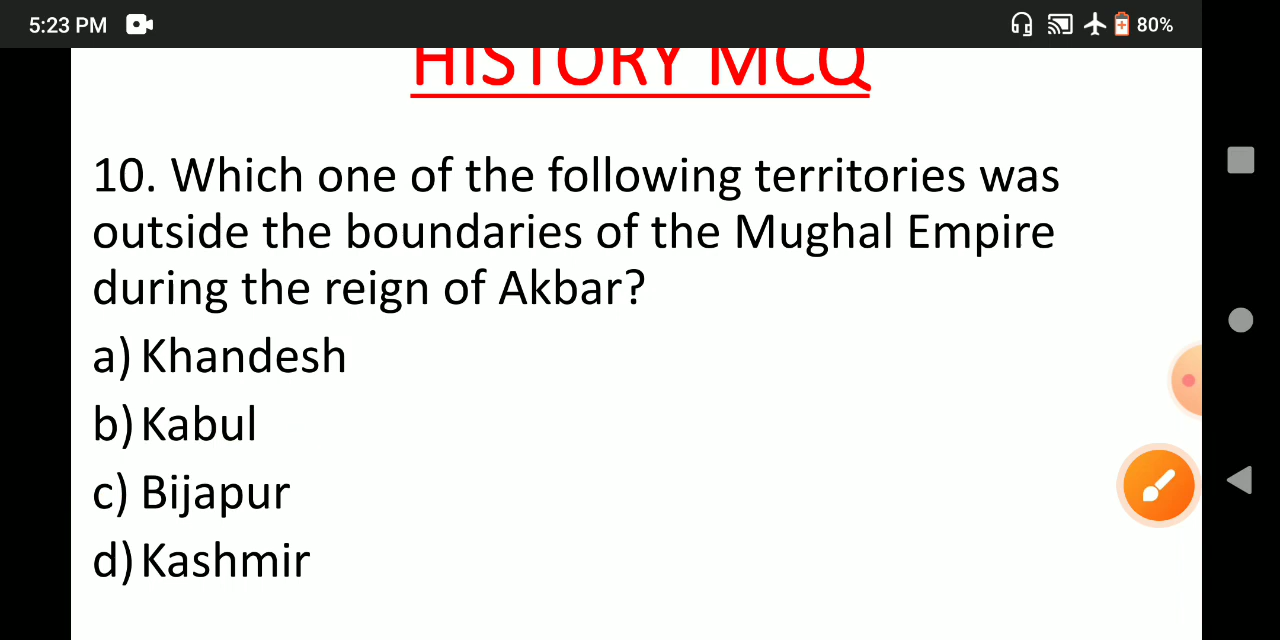 5:23 PM
80%
HISTORY MCQ
10. Which one of the following territories was
outside the boundaries of the Mughal Empire
during the reign of Akbar?
a) Khandesh
b) Kabul
c) Bijapur
d) Kashmir